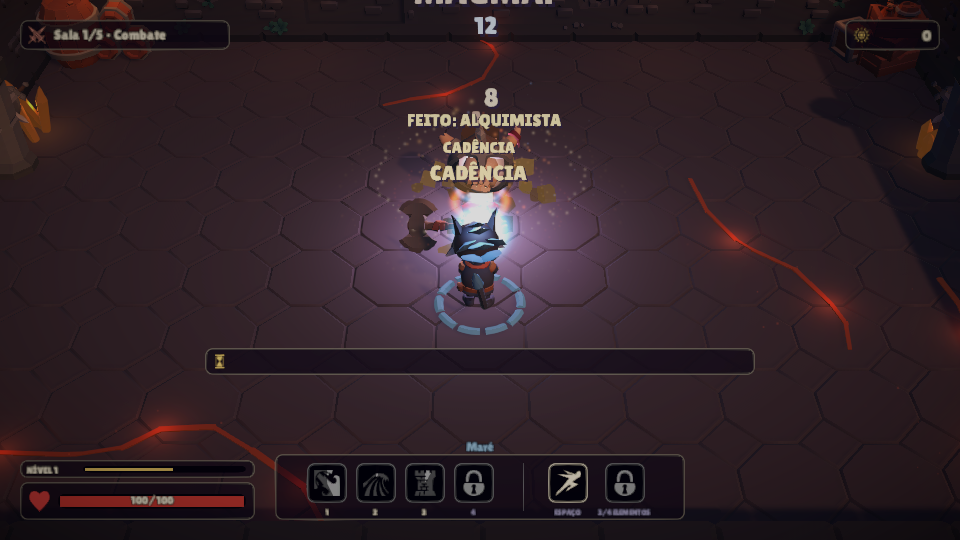 MAGMAI
12
Sala 1/5 · Combate
0
8
FEITO: ALQUIMISTA
CADÊNCIA
CADÊNCIA
Maré
NÍVEL 1
100/100
1
2
3
4
ESPAÇO
3/4 ELEMENTOS